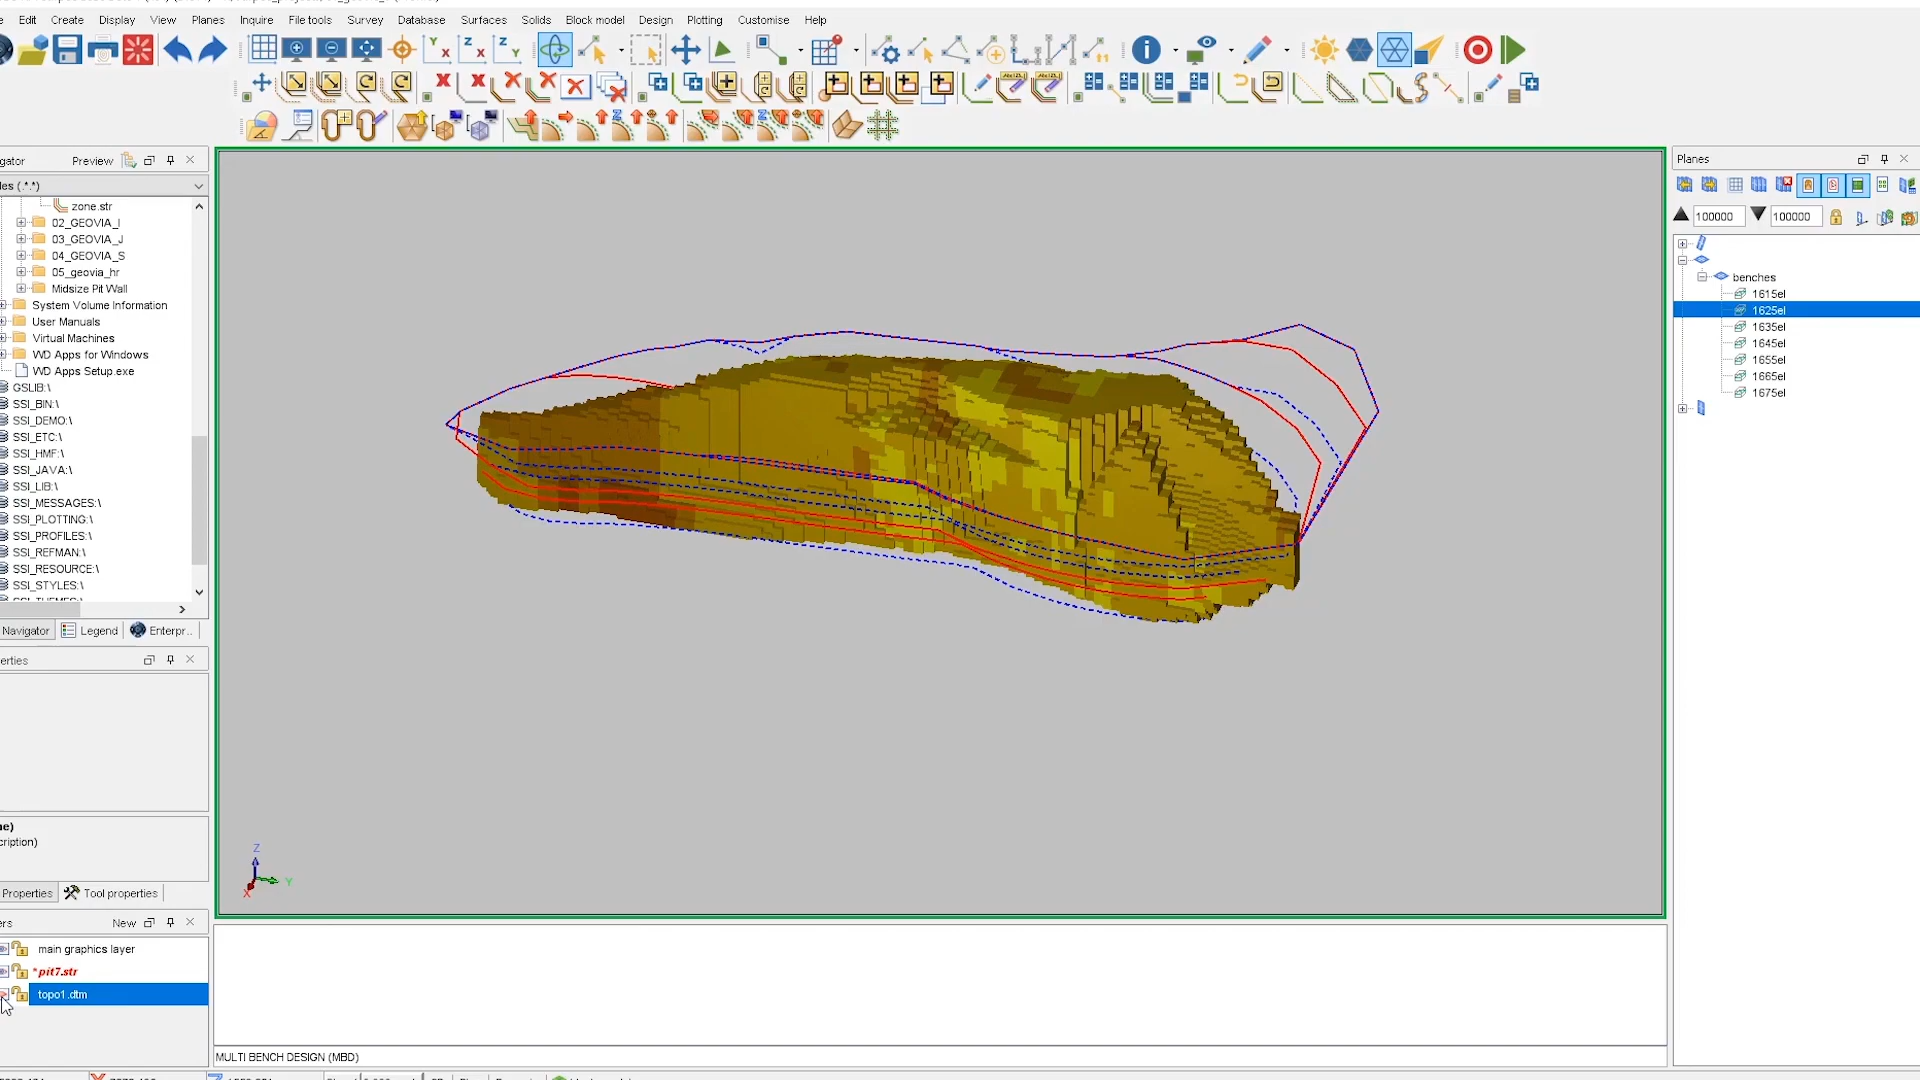 Edit Create Display View Planes Inquire File tools Survey Database Surfaces Solids Block model Design Plotting Customise Help
Preview
zone.str
02_GEOVIA_I
03_GEOVIA_J
04_GEOVIA_S
05_geovia_hr
Midsize Pit Wall
System Volume Information
User Manuals
Virtual Machines
WD Apps for Windows
WD Apps Setup.exe
GSLIB:\
SSI_BIN:\
SSI_DEMO:\
SSI_ETC:\
SSI_HMF:\
SSI_JAVA:\
SSI_LIB:\
SSI_MESSAGES:\
SSI_PLOTTING:\
SSI_PROFILES:\
SSI_REFMAN:\
SSI_RESOURCE:\
SSI_STYLES:\
Navigator Legend Enterpr..
Properties Tool properties
New
main graphics layer
*pit7.str
topo1.dtm
Z
Y
X
MULTI BENCH DESIGN (MBD)
Planes
100000 100000
benches
1615el
1625el
1635el
1645el
1655el
1665el
1675el